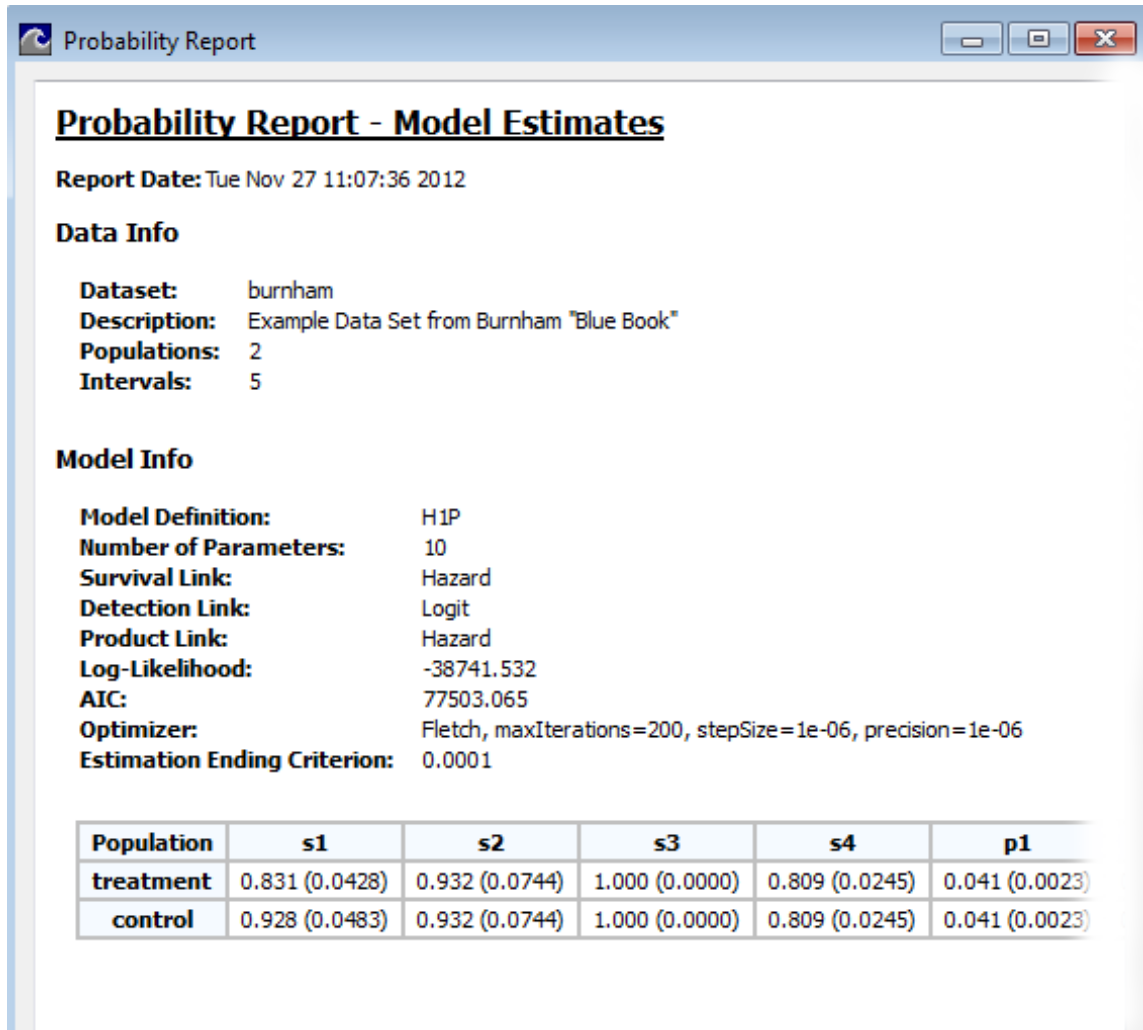 Probability Report
Probability Report - Model Estimates
Report Date: Tue Nov 27 11:07:36 2012
Data Info
Dataset: burnham
Description: Example Data Set from Burnham "Blue Book"
Populations: 2
Intervals: 5
Model Info
Model Definition: H1P
Number of Parameters: 10
Survival Link: Hazard
Detection Link: Logit
Product Link: Hazard
Log-Likelihood: -38741.532
AIC: 77503.065
Optimizer: Fletch, maxIterations=200, stepSize=1e-06, precision=1e-06
Estimation Ending Criterion: 0.0001
Population s1 s2 s3 s4 p1
treatment 0.831 (0.0428) 0.932 (0.0744) 1.000 (0.0000) 0.809 (0.0245) 0.041 (0.0023)
control 0.928 (0.0483) 0.932 (0.0744) 1.000 (0.0000) 0.809 (0.0245) 0.041 (0.0023)